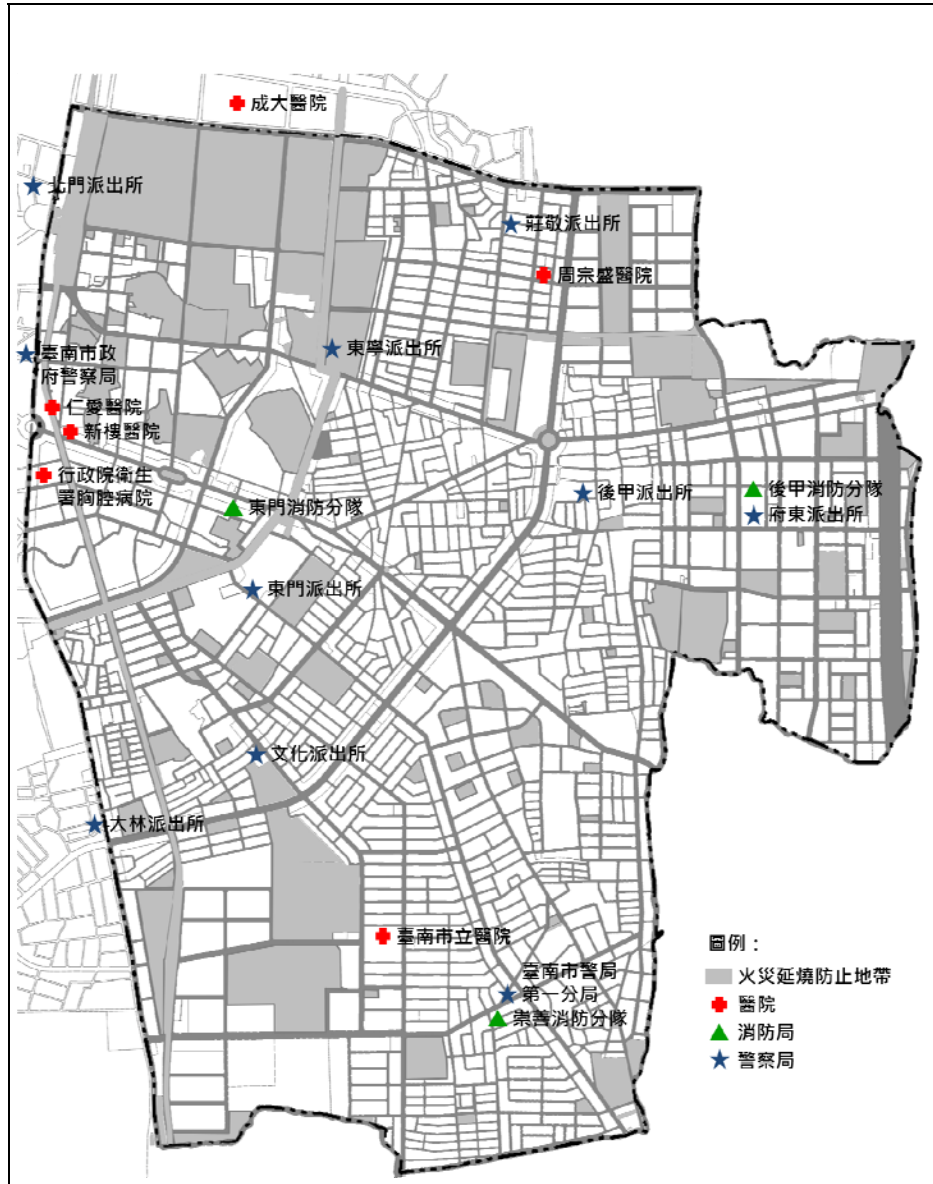 成大醫院
北門派出所
莊敬派出所
周宗盛醫院
東寧派出所
臺南市政
府警察局
仁愛醫院
新樓醫院
行政院衛生
署胸腔病院
東門消防分隊
後甲派出所
後甲消防分隊
府東派出所
東門派出所
文化派出所
大林派出所
臺南市立醫院
臺南市警局
第一分局
崇善消防分隊
圖例：
火災延燒防止地帶
醫院
消防局
警察局